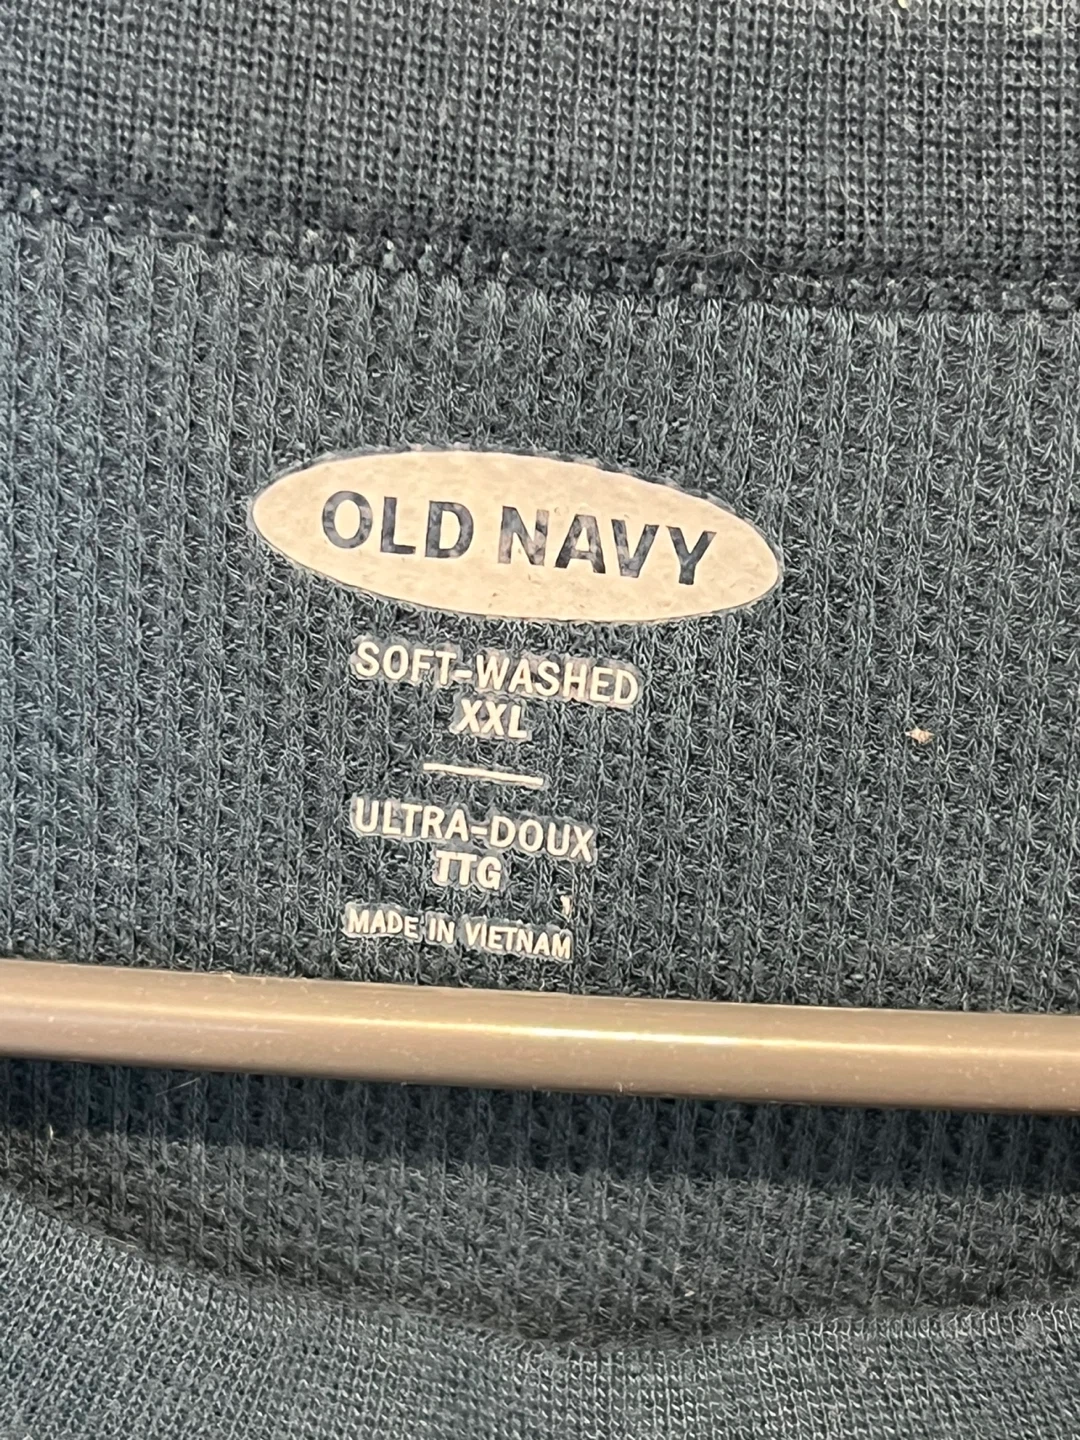 OLD NAVY
SOFT-WASHED
XXL
ULTRA-DOUX
TTG
MADE IN VIETNAM